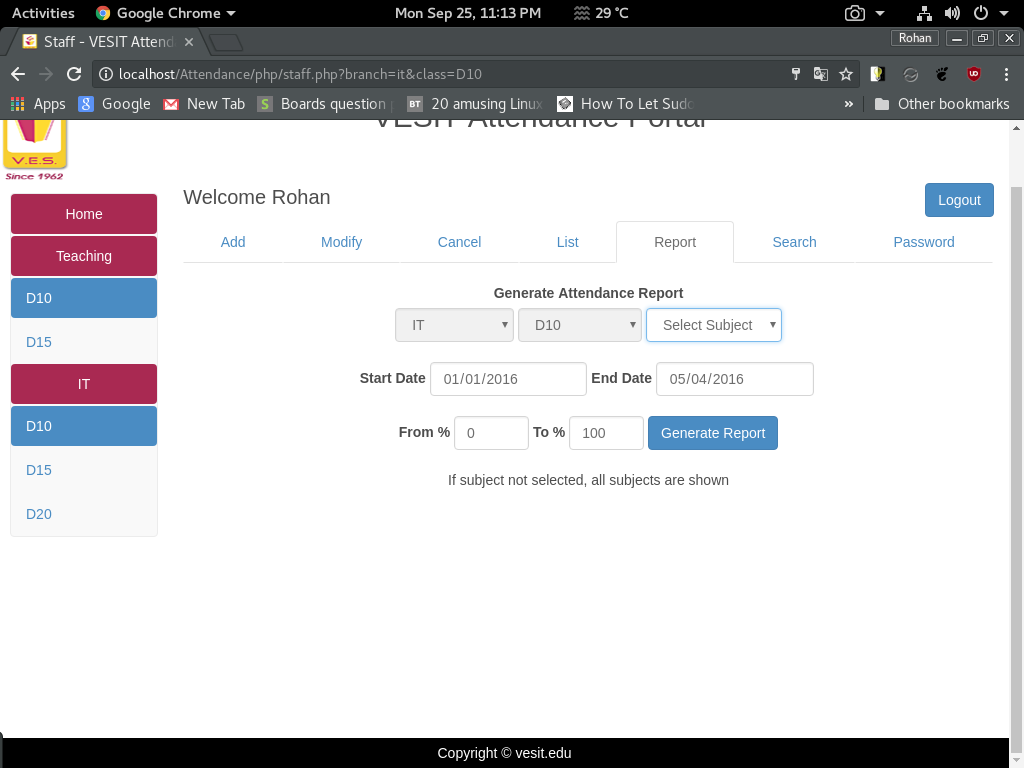 Activities Google Chrome Mon Sep 25, 11:13 PM 29 °C
Staff - VESIT Attend Rohan
localhost/Attendance/php/staff.php?branch=it&class=D10
Apps Google New Tab Boards question 20 amusing Linux How To Let Sudo » Other bookmarks
VESIT Attendance Portal
V.E.S.
Since 1962
Welcome Rohan
Logout
Home
Teaching
D10
D15
IT
D10
D15
D20
Add Modify Cancel List Report Search Password
Generate Attendance Report
IT D10 Select Subject
Start Date 01/01/2016 End Date 05/04/2016
From % 0 To % 100 Generate Report
If subject not selected, all subjects are shown
Copyright © vesit.edu